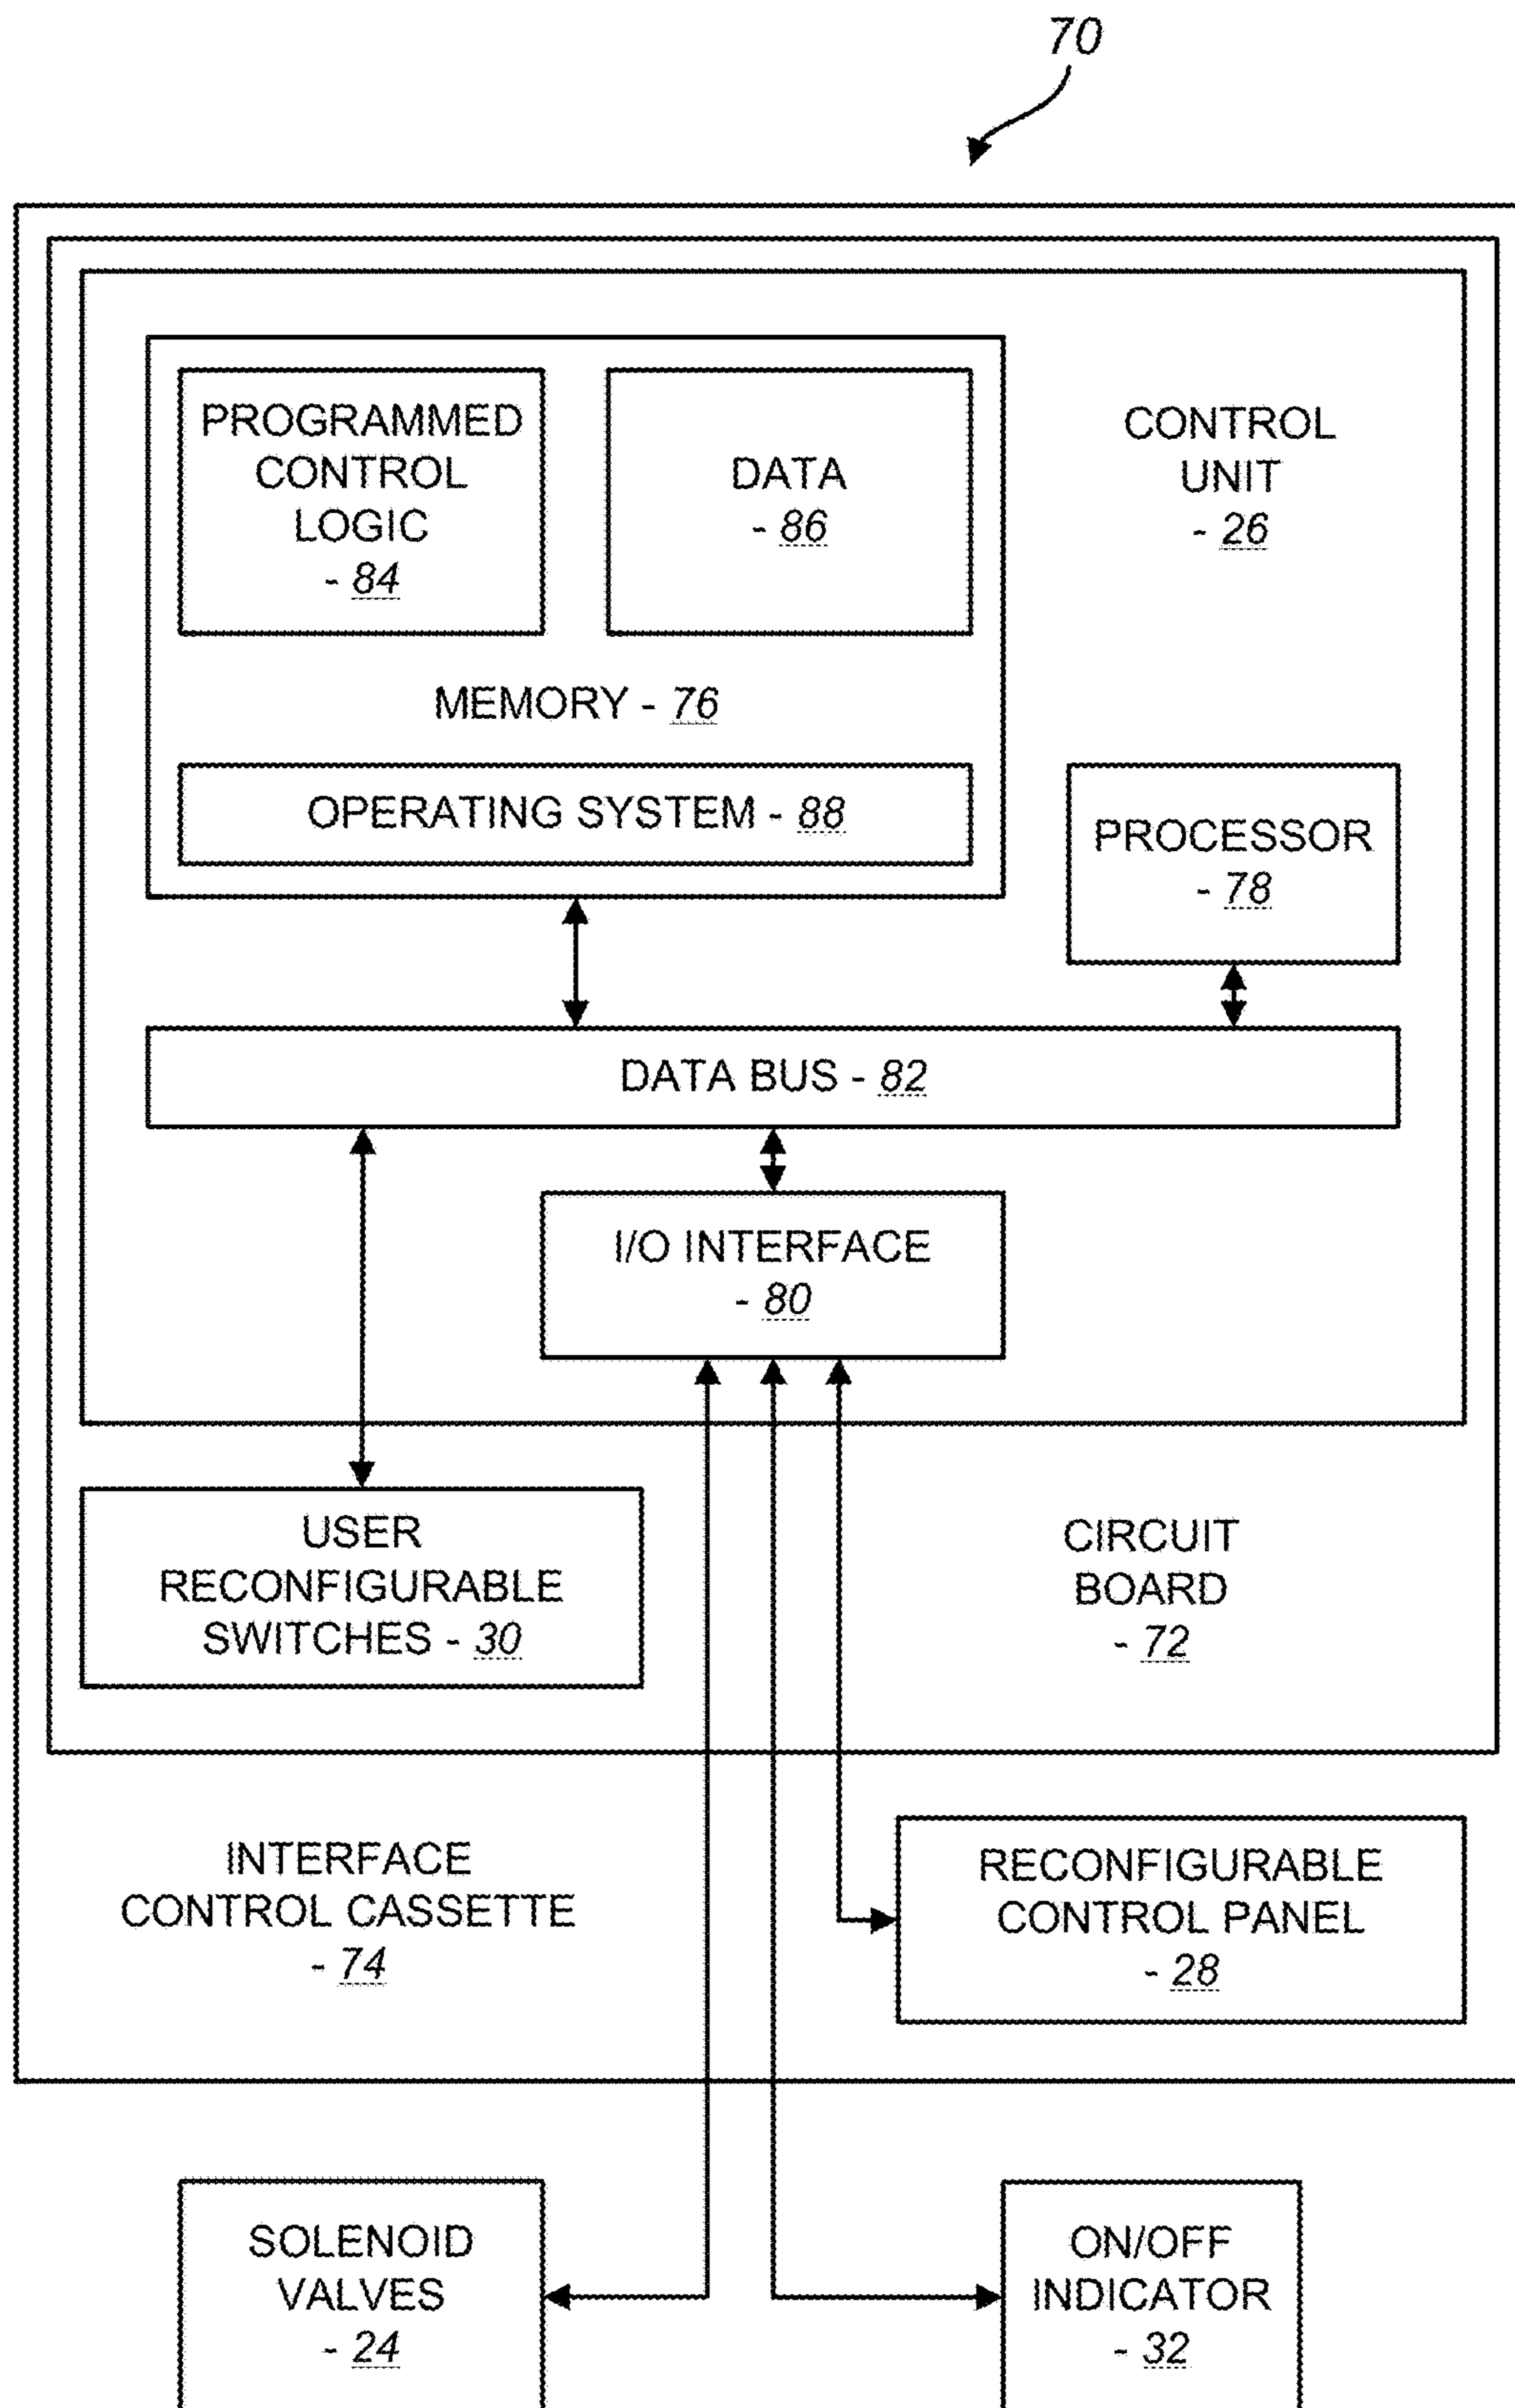 70
PROGRAMMED
CONTROL
LOGIC
- 84
DATA
- 86
CONTROL
UNIT
- 26
MEMORY - 76
OPERATING SYSTEM - 88
PROCESSOR
- 78
DATA BUS - 82
I/O INTERFACE
- 80
USER
RECONFIGURABLE
SWITCHES - 30
CIRCUIT
BOARD
- 72
INTERFACE
CONTROL CASSETTE
- 74
RECONFIGURABLE
CONTROL PANEL
- 28
SOLENOID
VALVES
- 24
ON/OFF
INDICATOR
- 32